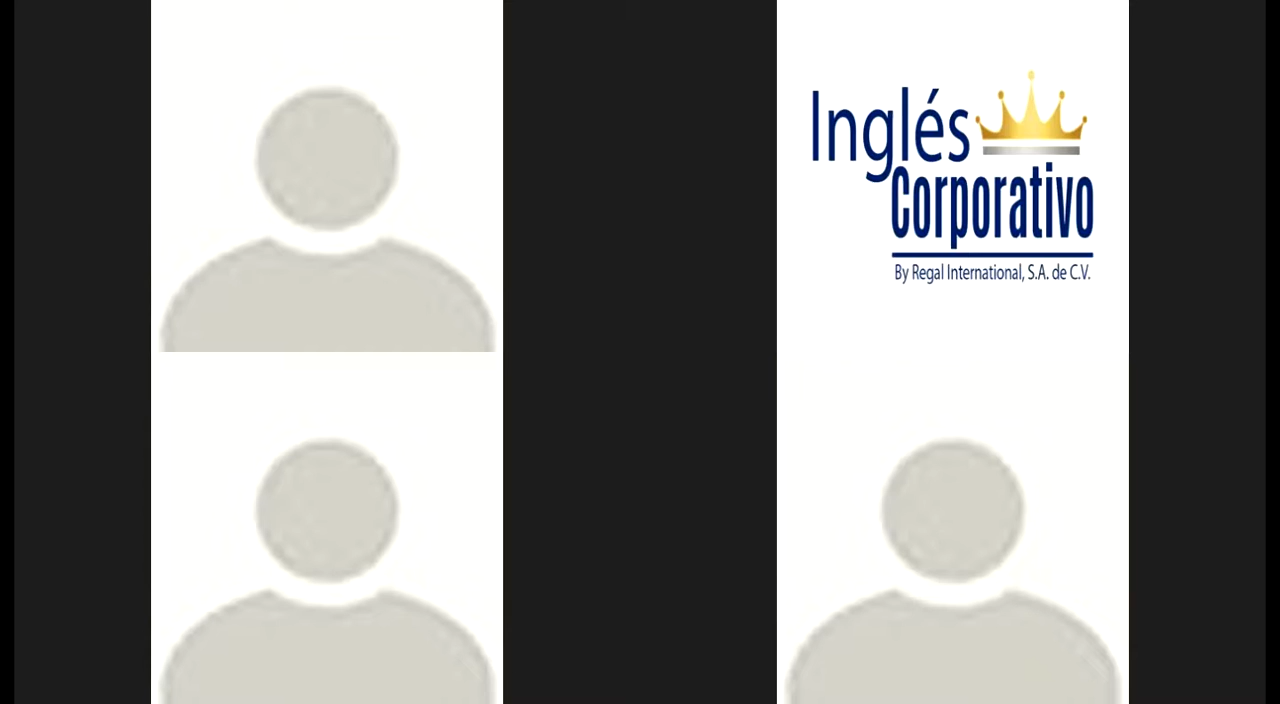 Inglés
Corporativo
By Regal International, S.A. de C.V.